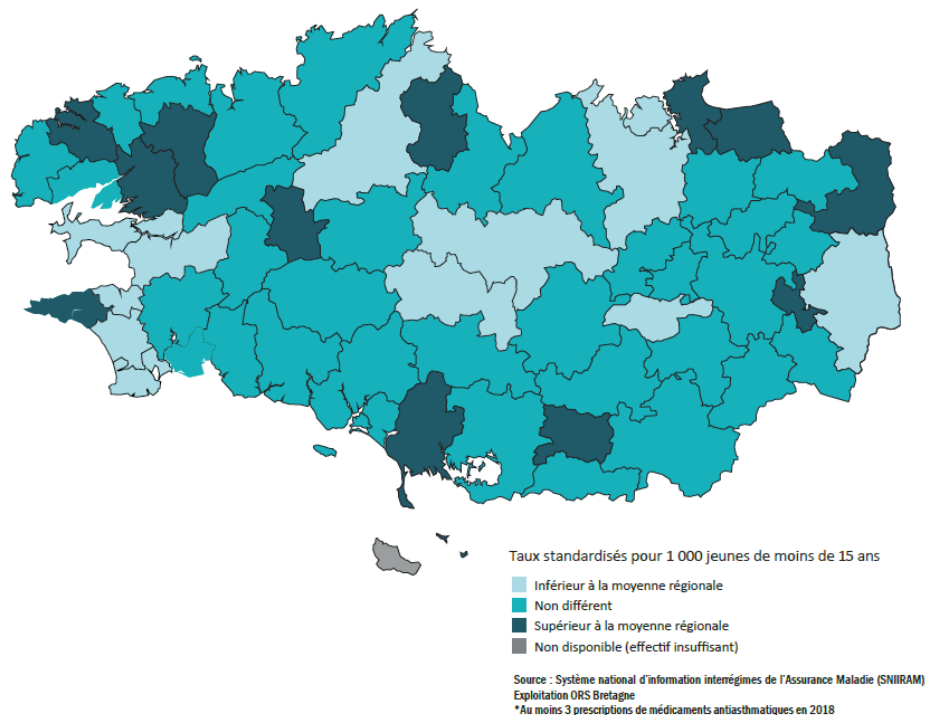 Taux standardisés pour 1 000 jeunes de moins de 15 ans
Inférieur à la moyenne régionale
Non différent
Supérieur à la moyenne régionale
Non disponible (effectif insuffisant)
Source : Système national d'information interrégimes de l'Assurance Maladie (SNIIRAM)
Exploitation ORS Bretagne
*Au moins 3 prescriptions de médicaments antiasthmatiques en 2018